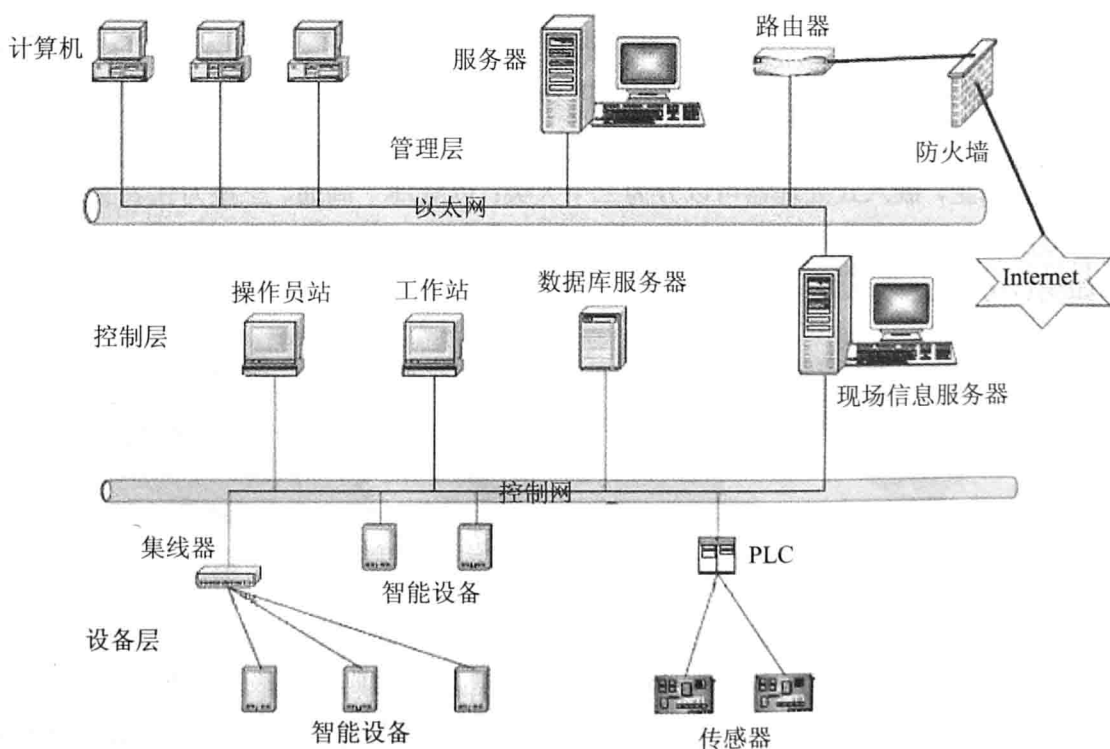 计算机
服务器
路由器
管理层
防火墙
以太网
Internet
操作员站
工作站
数据库服务器
控制层
现场信息服务器
控制网
集线器
智能设备
PLC
设备层
智能设备
传感器